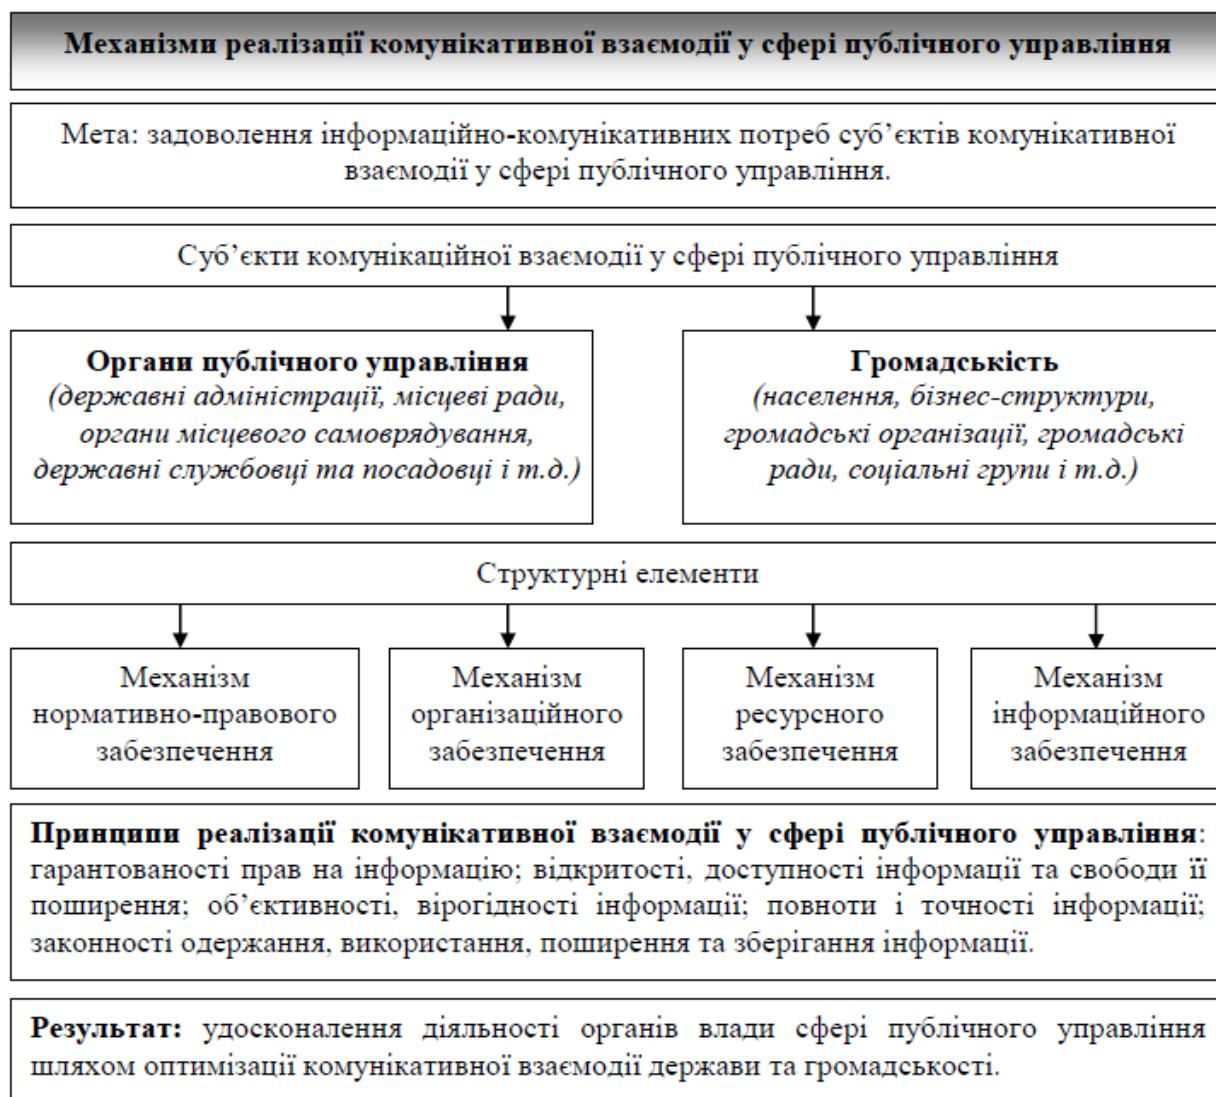 Механізми реалізації комунікативної взаємодії у сфері публічного управління
Мета: задоволення інформаційно-комунікативних потреб суб’єктів комунікативної
взаємодії у сфері публічного управління.
Суб’єкти комунікаційної взаємодії у сфері публічного управління
Органи публічного управління
(державні адміністрації, місцеві ради,
органи місцевого самоврядування,
державні службовці та посадовці і т.д.)
Громадськість
(населення, бізнес-структури,
громадські організації, громадські
ради, соціальні групи і т.д.)
Структурні елементи
Механізм
нормативно-правового
забезпечення
Механізм
організаційного
забезпечення
Механізм
ресурсного
забезпечення
Механізм
інформаційного
забезпечення
Принципи реалізації комунікативної взаємодії у сфері публічного управління:
гарантованості прав на інформацію; відкритості, доступності інформації та свободи її
поширення; об’єктивності, вірогідності інформації; повноти і точності інформації;
законності одержання, використання, поширення та зберігання інформації.
Результат: удосконалення діяльності органів влади сфері публічного управління
шляхом оптимізації комунікативної взаємодії держави та громадськості.